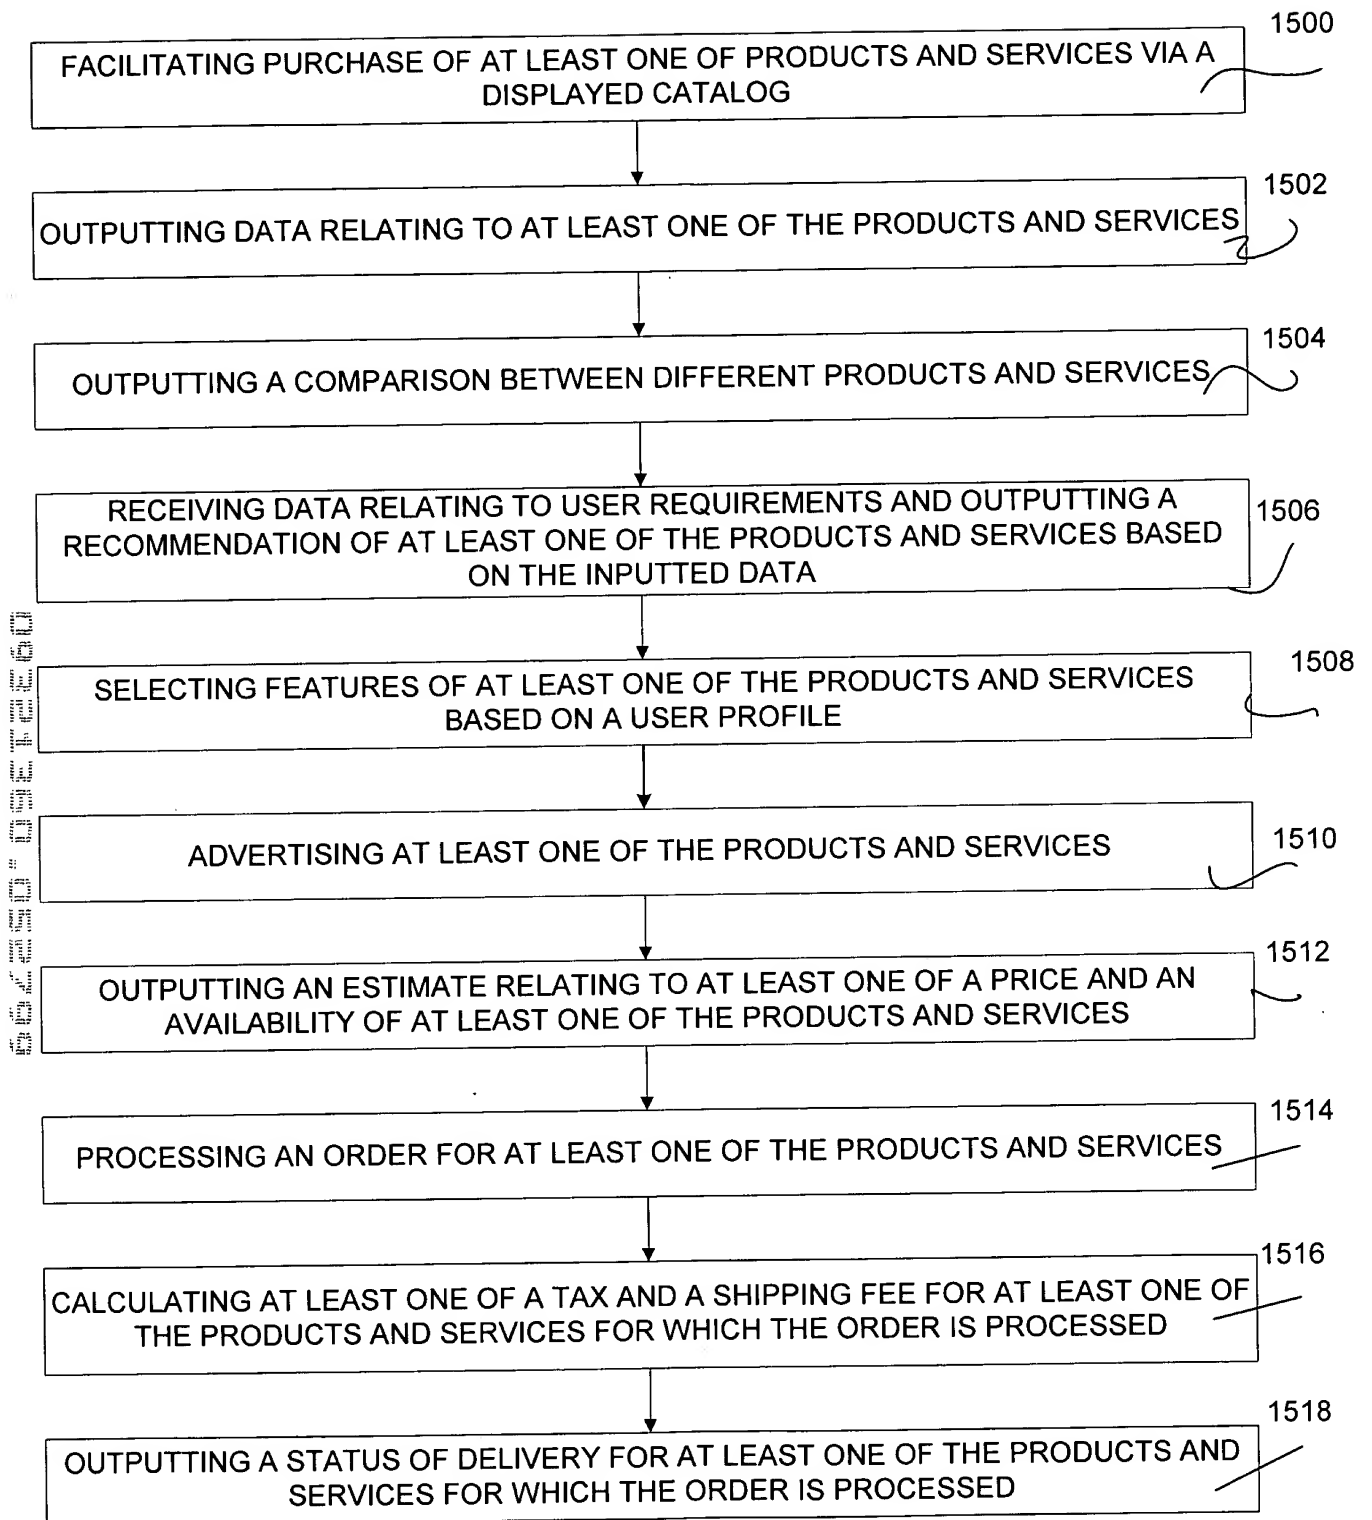 1500
FACILITATING PURCHASE OF AT LEAST ONE OF PRODUCTS AND SERVICES VIA A
DISPLAYED CATALOG
1502
OUTPUTTING DATA RELATING TO AT LEAST ONE OF THE PRODUCTS AND SERVICES
1504
OUTPUTTING A COMPARISON BETWEEN DIFFERENT PRODUCTS AND SERVICES
1506
RECEIVING DATA RELATING TO USER REQUIREMENTS AND OUTPUTTING A
RECOMMENDATION OF AT LEAST ONE OF THE PRODUCTS AND SERVICES BASED
ON THE INPUTTED DATA
1508
SELECTING FEATURES OF AT LEAST ONE OF THE PRODUCTS AND SERVICES
BASED ON A USER PROFILE
1510
ADVERTISING AT LEAST ONE OF THE PRODUCTS AND SERVICES
1512
OUTPUTTING AN ESTIMATE RELATING TO AT LEAST ONE OF A PRICE AND AN
AVAILABILITY OF AT LEAST ONE OF THE PRODUCTS AND SERVICES
1514
PROCESSING AN ORDER FOR AT LEAST ONE OF THE PRODUCTS AND SERVICES
1516
CALCULATING AT LEAST ONE OF A TAX AND A SHIPPING FEE FOR AT LEAST ONE OF
THE PRODUCTS AND SERVICES FOR WHICH THE ORDER IS PROCESSED
1518
OUTPUTTING A STATUS OF DELIVERY FOR AT LEAST ONE OF THE PRODUCTS AND
SERVICES FOR WHICH THE ORDER IS PROCESSED